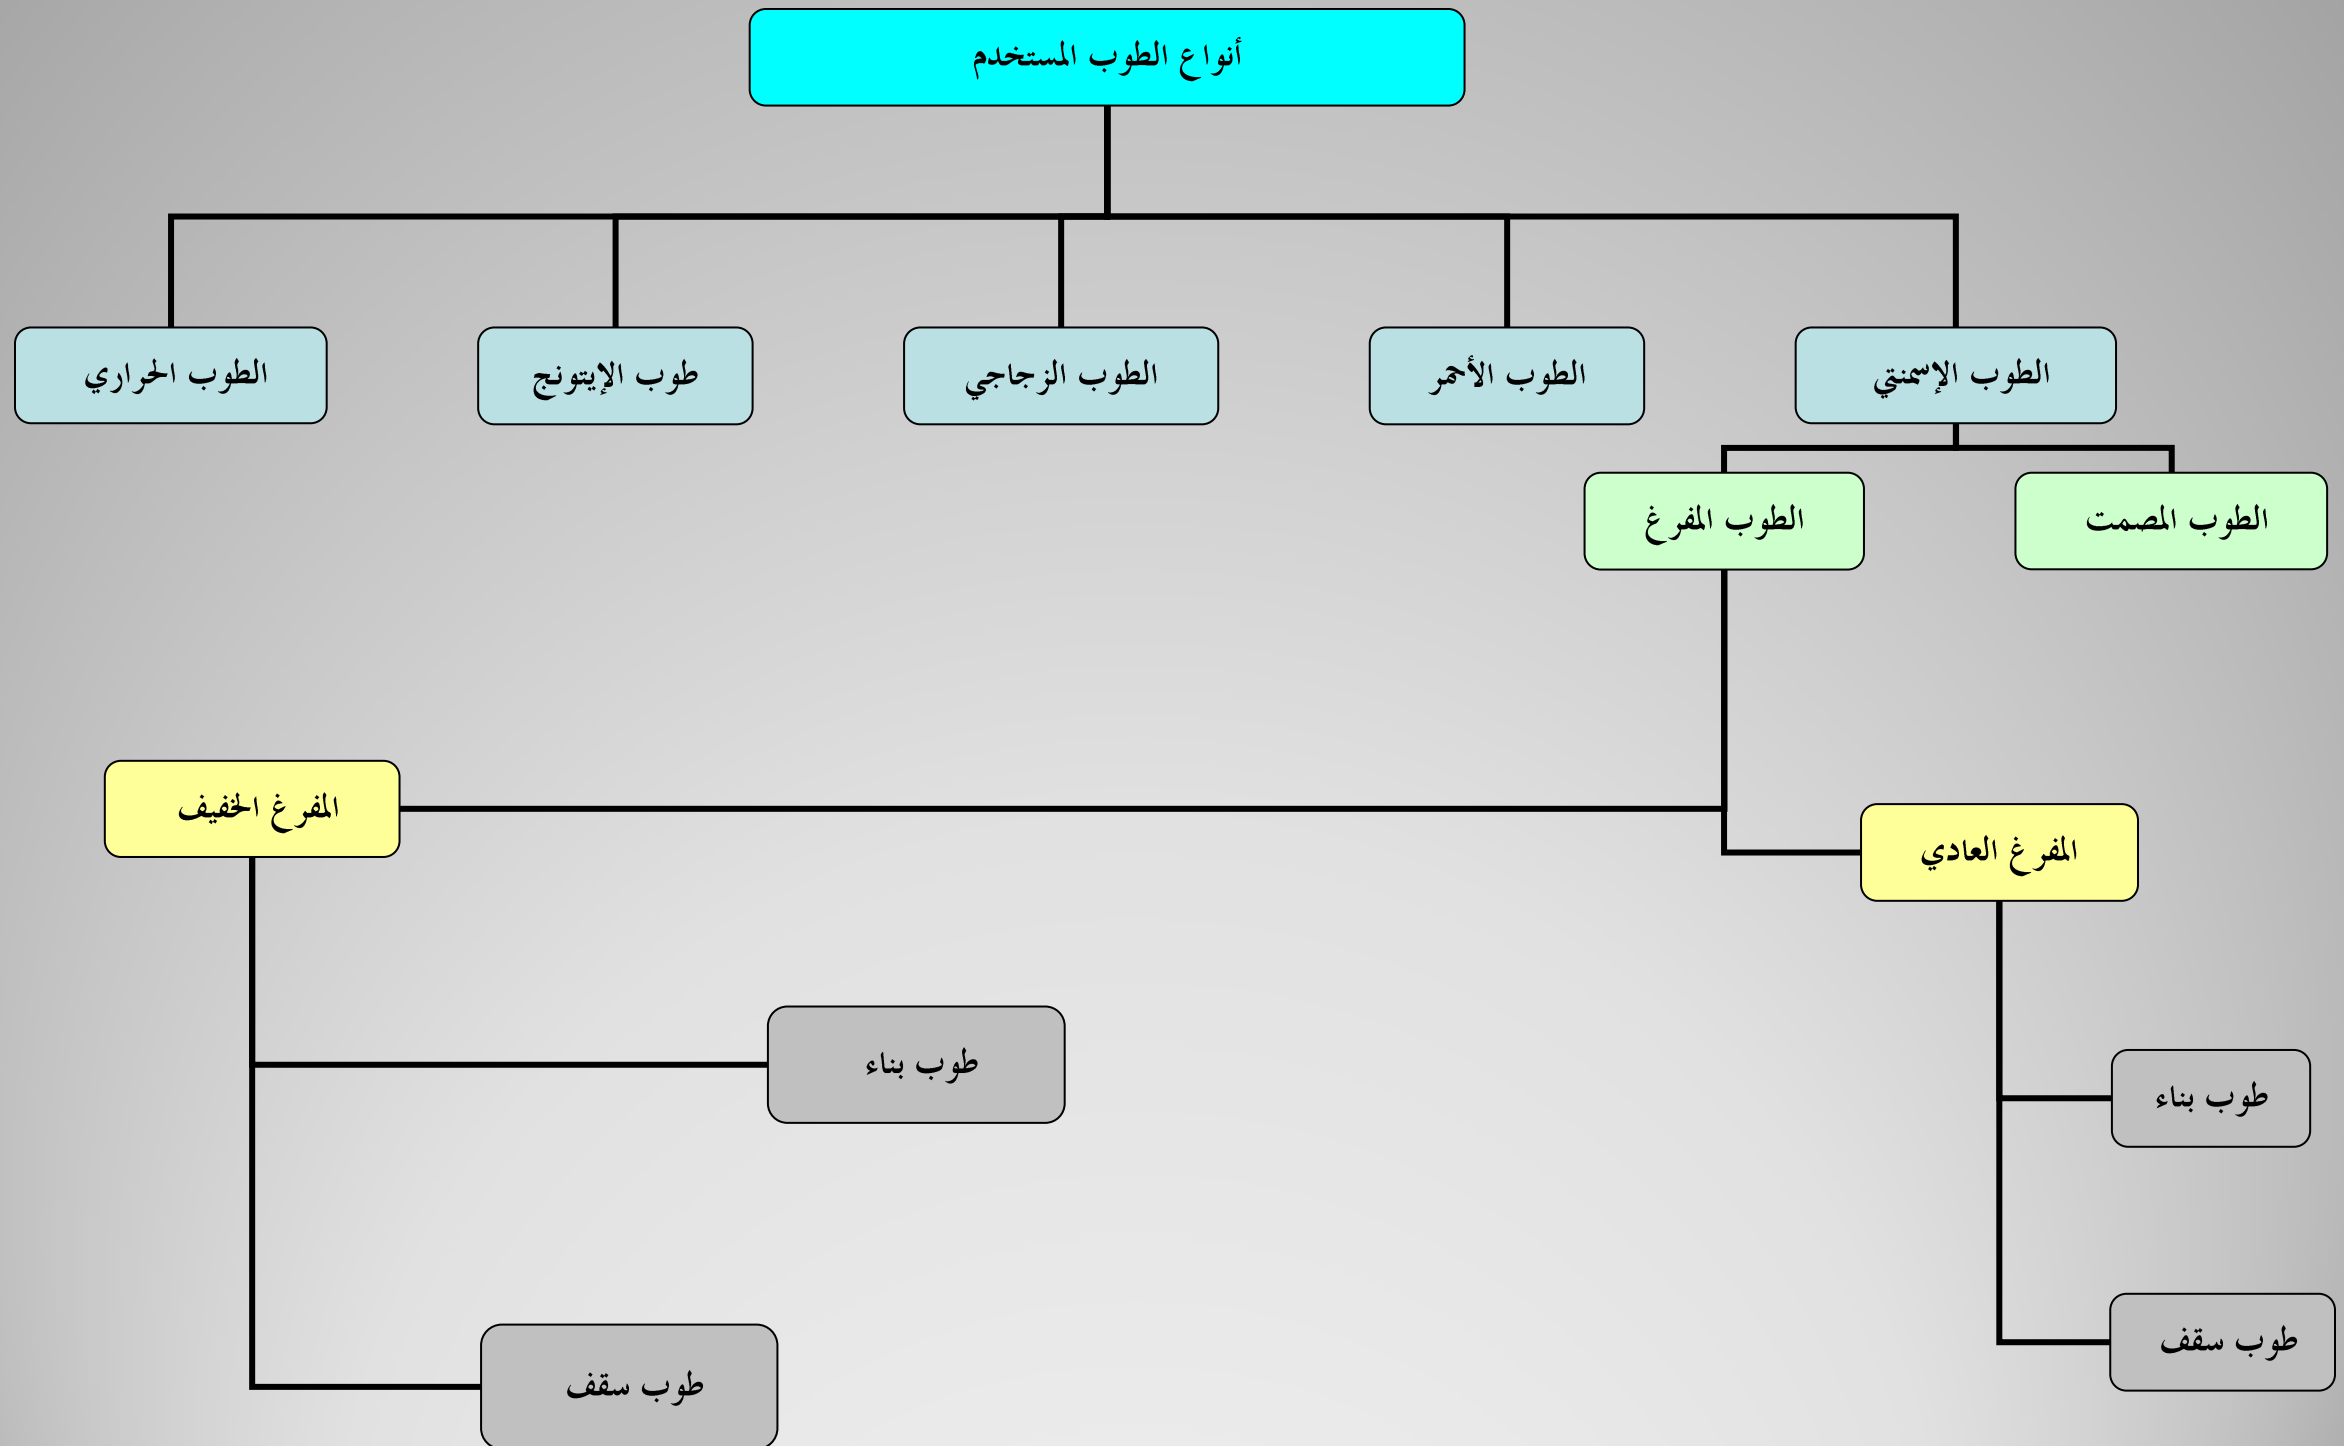 أنواع الطوب المستخدم
الطوب الإسمنتي
الطوب الأحمر
الطوب الزجاجي
طوب الإيتونج
الطوب الحراري
الطوب المصمت
الطوب المفرغ
المفرغ العادي
المفرغ الخفيف
طوب بناء
طوب بناء
طوب سقف
طوب سقف